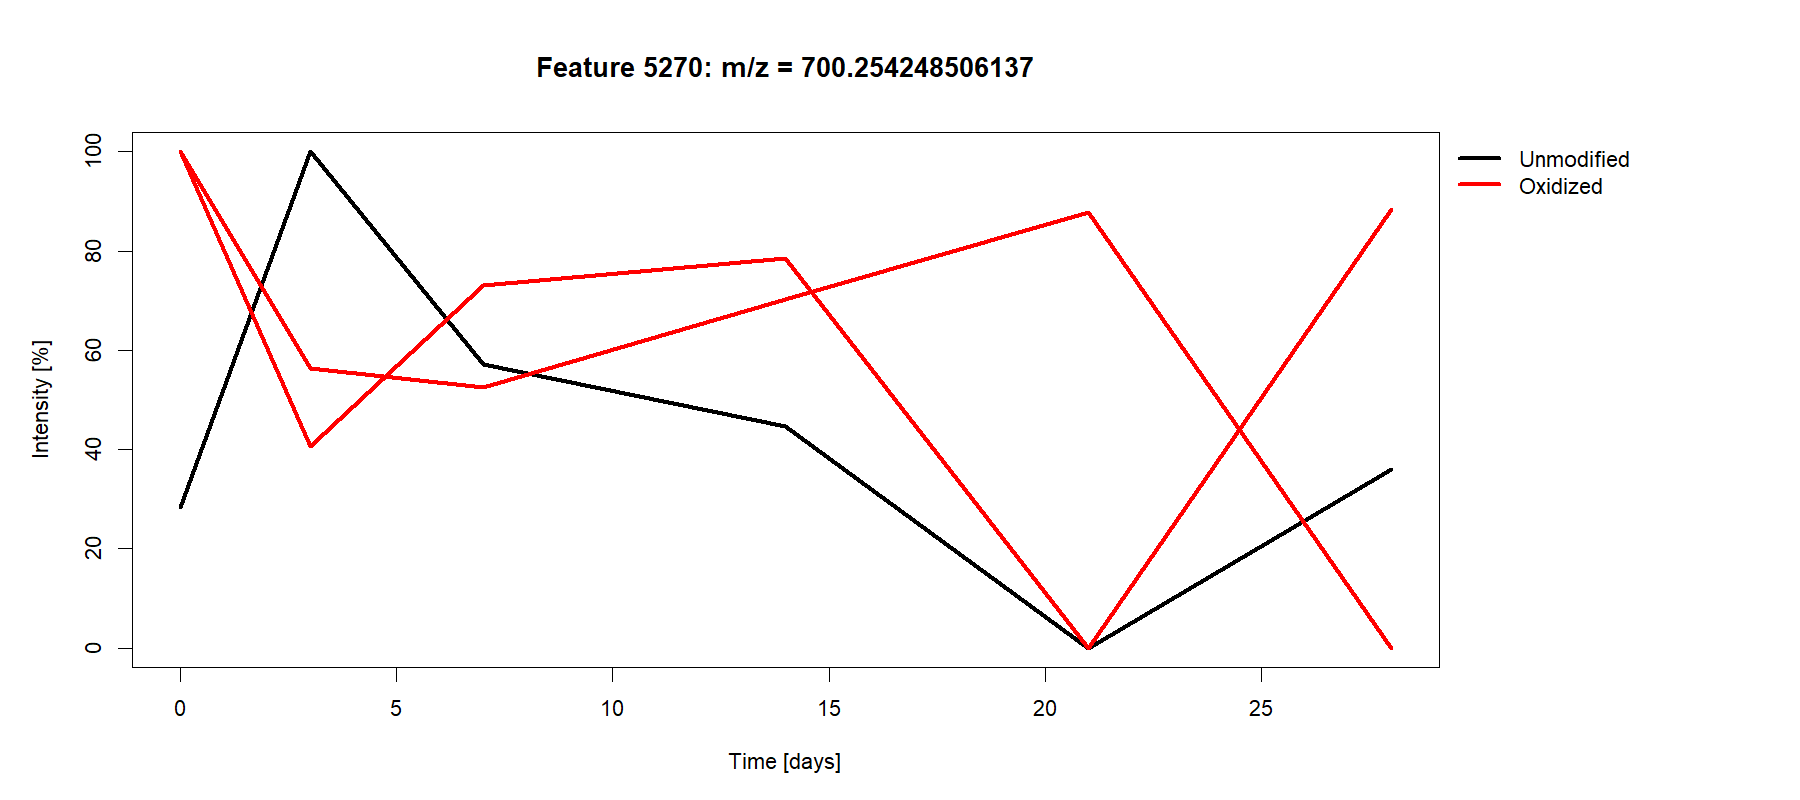 Feature 5270: m/z = 700.254248506137
Unmodified
Oxidized
Intensity [%]
100
80
60
40
20
0
0 5 10 15 20 25
Time [days]